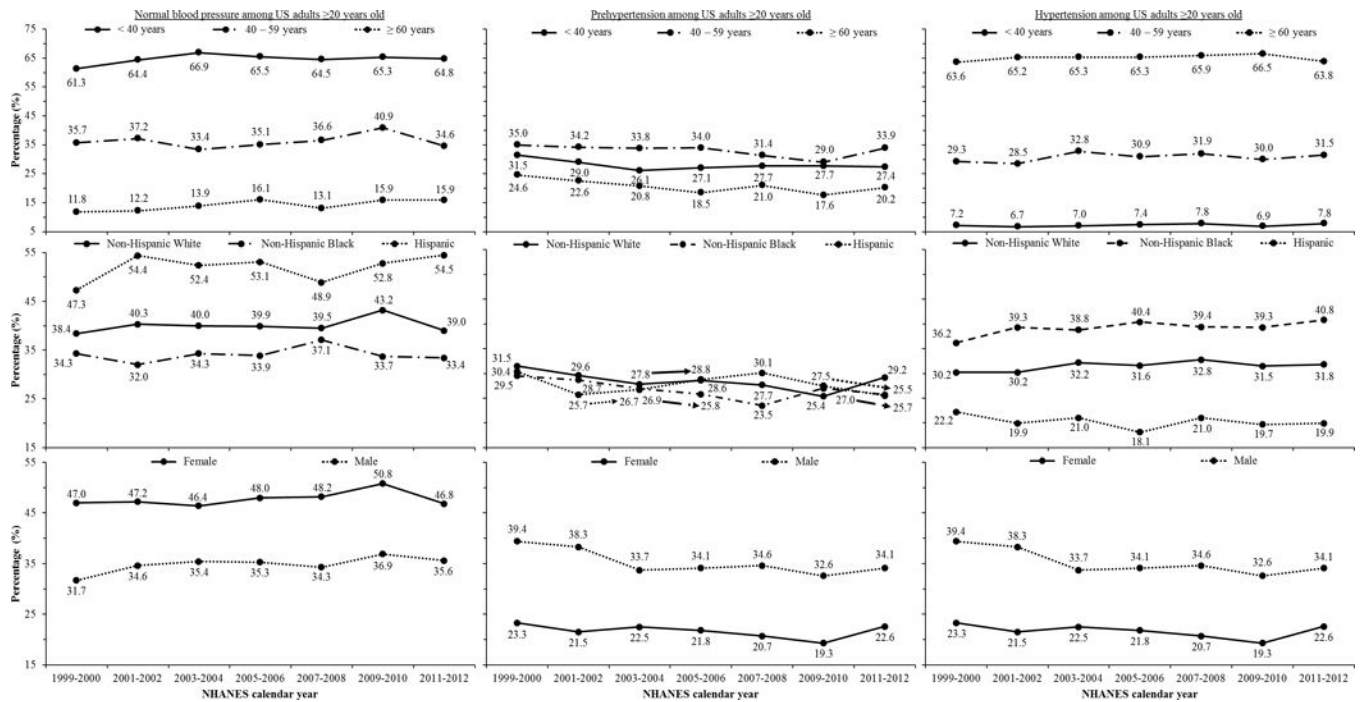 Normal blood pressure among US adults ≥20 years old
Prehypertension among US adults ≥20 years old
Hypertension among US adults ≥20 years old
75
65
55
45
35
25
15
5
Percentage (%)
< 40 years 40 – 59 years ≥ 60 years
61.3 64.4 66.9 65.5 64.5 65.3 64.8
35.7 37.2 33.4 35.1 36.6 40.9 34.6
11.8 12.2 13.9 16.1 13.1 15.9 15.9
< 40 years 40 – 59 years ≥ 60 years
35.0 34.2 33.8 34.0 31.4 29.0 33.9
31.5 29.0 26.1 27.1 27.7 27.7 27.4
24.6 22.6 20.8 18.5 21.0 17.6 20.2
< 40 years 40 – 59 years ≥ 60 years
63.6 65.2 65.3 65.3 65.9 66.5 63.8
29.3 28.5 32.8 30.9 31.9 30.0 31.5
7.2 6.7 7.0 7.4 7.8 6.9 7.8
55
45
35
25
15
Percentage (%)
Non-Hispanic White Non-Hispanic Black Hispanic
47.3 54.4 52.4 53.1 48.9 52.8 54.5
38.4 40.3 40.0 39.9 39.5 43.2 39.0
34.3 32.0 34.3 33.9 37.1 33.7 33.4
Non-Hispanic White Non-Hispanic Black Hispanic
31.5 29.6 27.8 28.8 30.1 27.5 29.2
30.4 28.7 28.6 27.7 25.5
29.5 25.7 26.7 26.9 25.8 23.5 25.4 27.0 25.7
Non-Hispanic White Non-Hispanic Black Hispanic
36.2 39.3 38.8 40.4 39.4 39.3 40.8
30.2 30.2 32.2 31.6 32.8 31.5 31.8
22.2 19.9 21.0 18.1 21.0 19.7 19.9
55
45
35
25
15
Percentage (%)
Female Male
47.0 47.2 46.4 48.0 48.2 50.8 46.8
31.7 34.6 35.4 35.3 34.3 36.9 35.6
Female Male
39.4 38.3 33.7 34.1 34.6 32.6 34.1
23.3 21.5 22.5 21.8 20.7 19.3 22.6
Female Male
39.4 38.3 33.7 34.1 34.6 32.6 34.1
23.3 21.5 22.5 21.8 20.7 19.3 22.6
1999-2000 2001-2002 2003-2004 2005-2006 2007-2008 2009-2010 2011-2012
NHANES calendar year
1999-2000 2001-2002 2003-2004 2005-2006 2007-2008 2009-2010 2011-2012
NHANES calendar year
1999-2000 2001-2002 2003-2004 2005-2006 2007-2008 2009-2010 2011-2012
NHANES calendar year